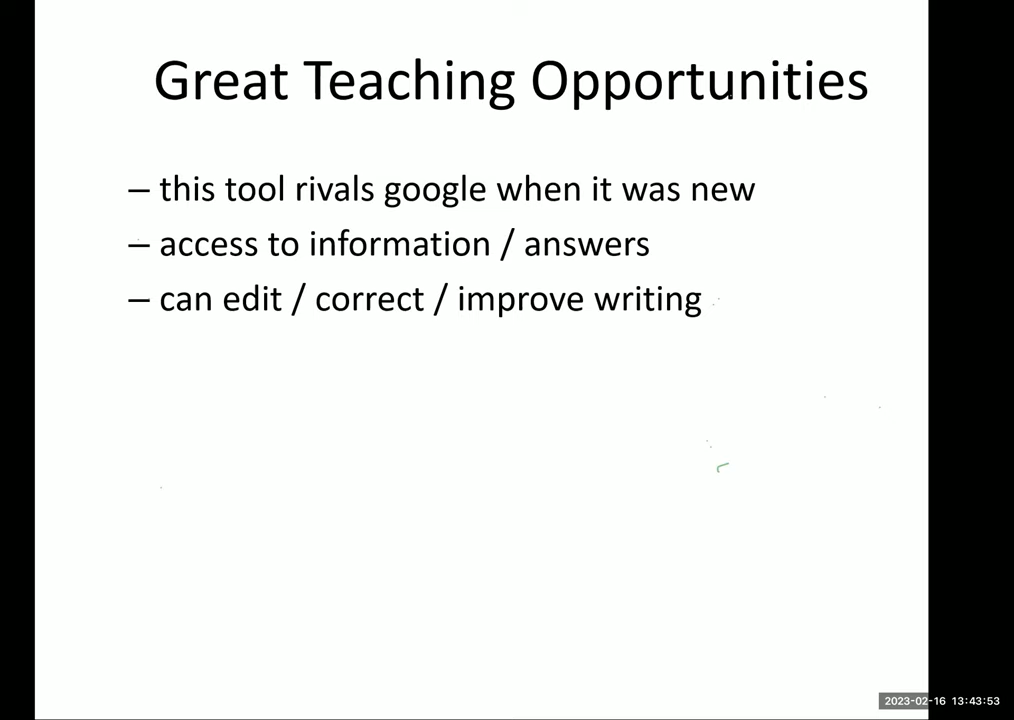 Great Teaching Opportunities
– this tool rivals google when it was new
– access to information / answers
– can edit / correct / improve writing
2023-02-16 13:43:53